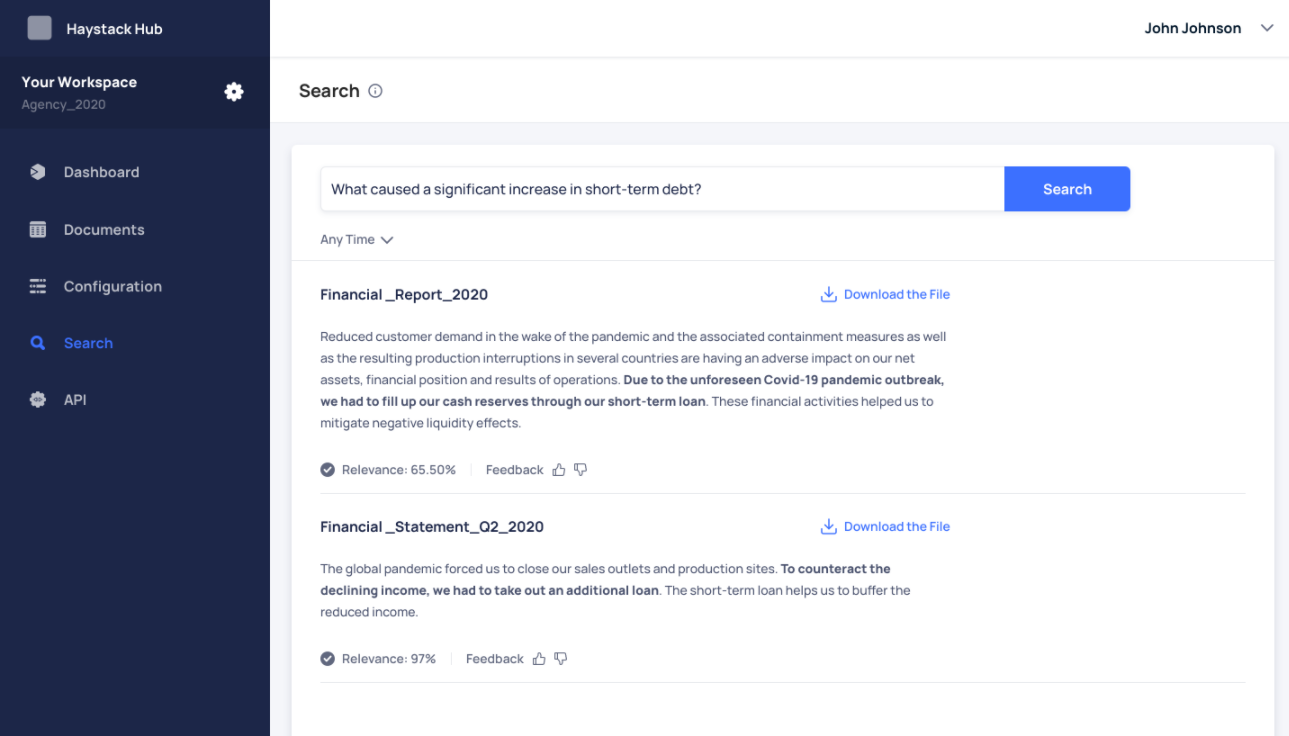 Haystack Hub
John Johnson
Your Workspace
Agency_2020
Search
Dashboard
Documents
Configuration
Search
API
What caused a significant increase in short-term debt?
Search
Any Time
Financial _Report_2020
Download the File
Reduced customer demand in the wake of the pandemic and the associated containment measures as well
as the resulting production interruptions in several countries are having an adverse impact on our net
assets, financial position and results of operations. Due to the unforeseen Covid-19 pandemic outbreak,
we had to fill up our cash reserves through our short-term loan. These financial activities helped us to
mitigate negative liquidity effects.
Relevance: 65.50%
Feedback
Financial _Statement_Q2_2020
Download the File
The global pandemic forced us to close our sales outlets and production sites. To counteract the
declining income, we had to take out an additional loan. The short-term loan helps us to buffer the
reduced income.
Relevance: 97%
Feedback